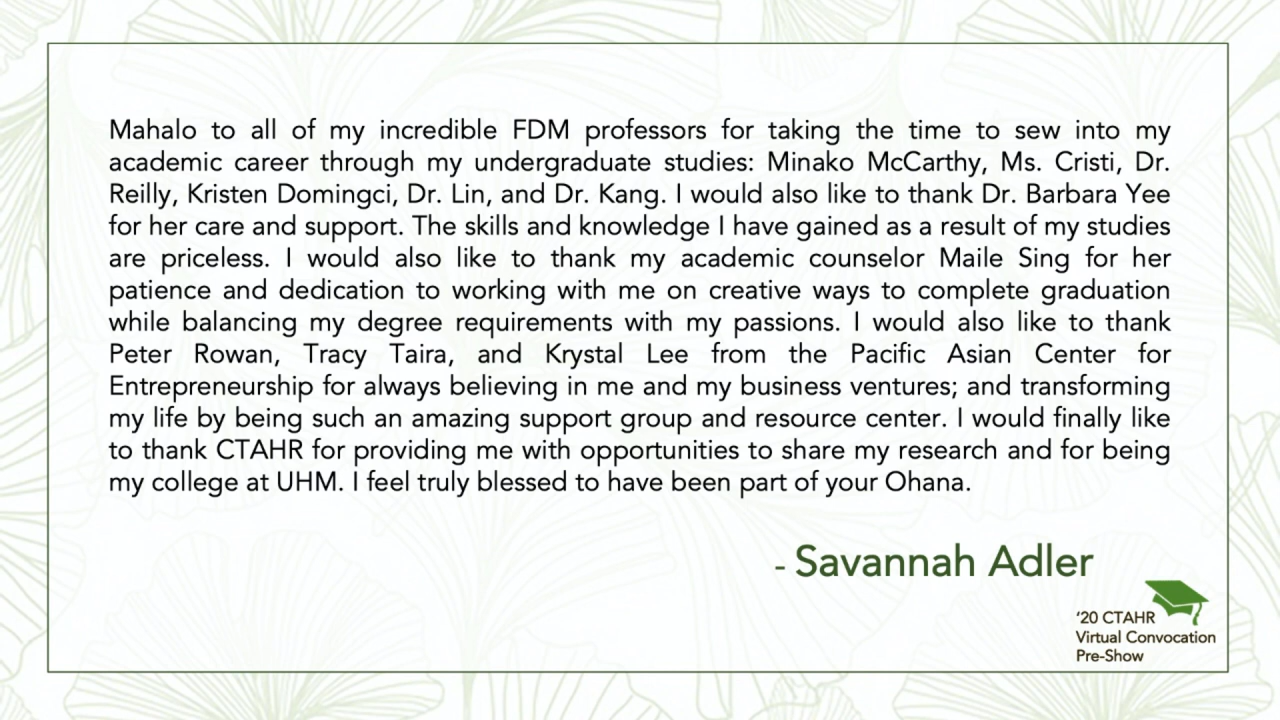 Mahalo to all of my incredible FDM professors for taking the time to sew into my
academic career through my undergraduate studies: Minako McCarthy, Ms. Cristi, Dr.
Reilly, Kristen Domingci, Dr. Lin, and Dr. Kang. I would also like to thank Dr. Barbara Yee
for her care and support. The skills and knowledge I have gained as a result of my studies
are priceless. I would also like to thank my academic counselor Maile Sing for her
patience and dedication to working with me on creative ways to complete graduation
while balancing my degree requirements with my passions. I would also like to thank
Peter Rowan, Tracy Taira, and Krystal Lee from the Pacific Asian Center for
Entrepreneurship for always believing in me and my business ventures; and transforming
my life by being such an amazing support group and resource center. I would finally like
to thank CTAHR for providing me with opportunities to share my research and for being
my college at UHM. I feel truly blessed to have been part of your Ohana.
- Savannah Adler
‘20 CTAHR
Virtual Convocation
Pre-Show